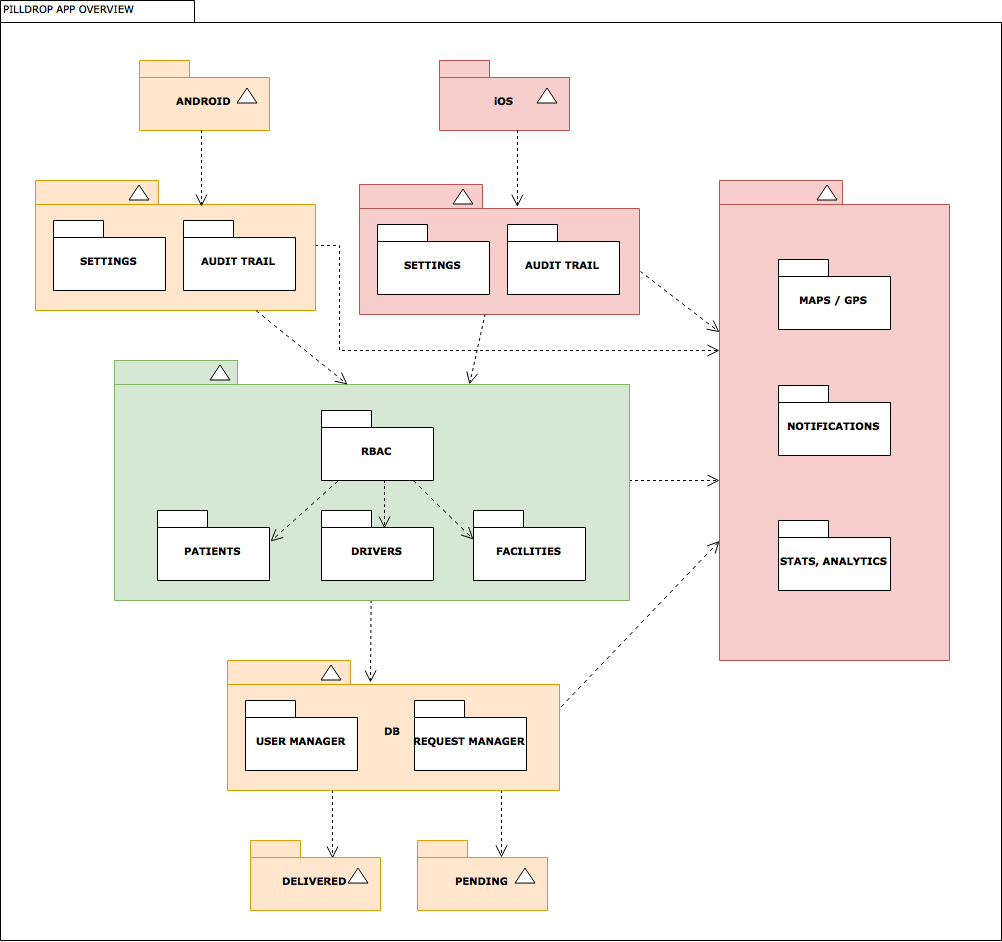 PILLDROP APP OVERVIEW
ANDROID
iOS
SETTINGS
AUDIT TRAIL
SETTINGS
AUDIT TRAIL
MAPS / GPS
NOTIFICATIONS
STATS, ANALYTICS
RBAC
PATIENTS
DRIVERS
FACILITIES
USER MANAGER
DB
REQUEST MANAGER
DELIVERED
PENDING